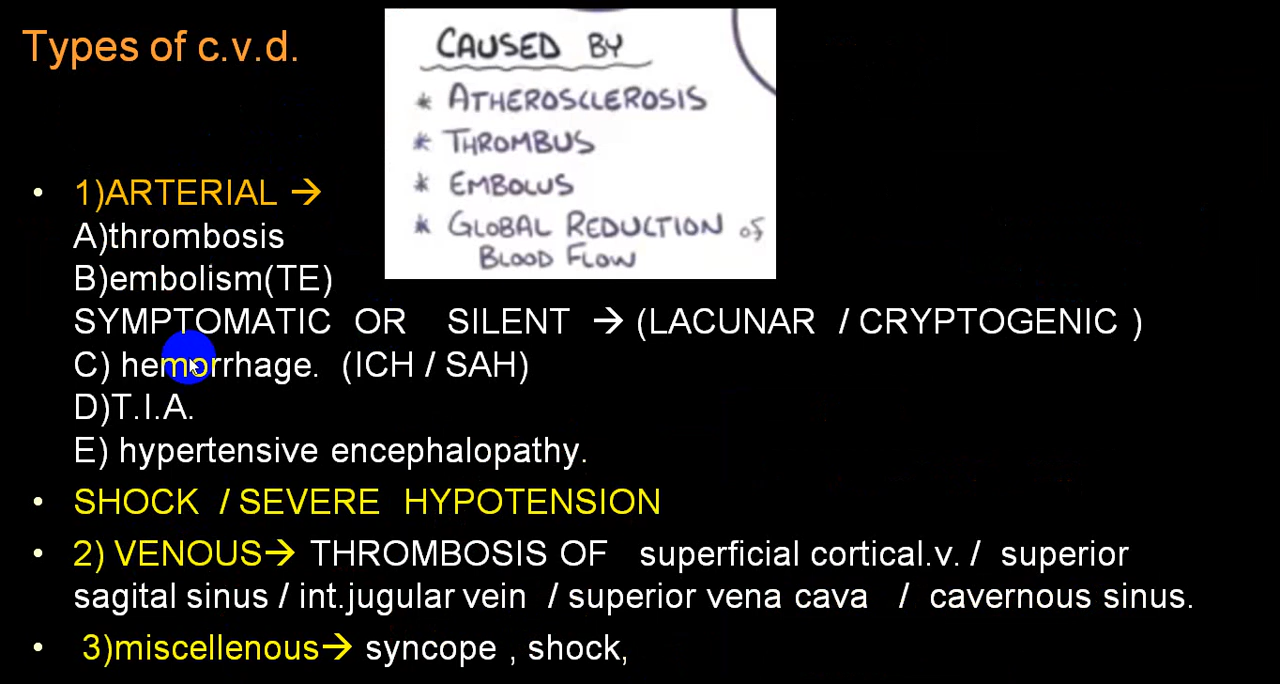 Types of c.v.d.
CAUSED BY
* ATHEROSCLEROSIS
* THROMBUS
* EMBOLUS
* GLOBAL REDUCTION of
BLOOD FLOW
• 1)ARTERIAL →
A)thrombosis
B)embolism(TE)
SYMPTOMATIC OR SILENT → (LACUNAR / CRYPTOGENIC )
C) hemorrhage. (ICH / SAH)
D)T.I.A.
E) hypertensive encephalopathy.
• SHOCK / SEVERE HYPOTENSION
• 2) VENOUS→ THROMBOSIS OF superficial cortical.v. / superior
sagital sinus / int.jugular vein / superior vena cava / cavernous sinus.
• 3)miscellenous→ syncope , shock,